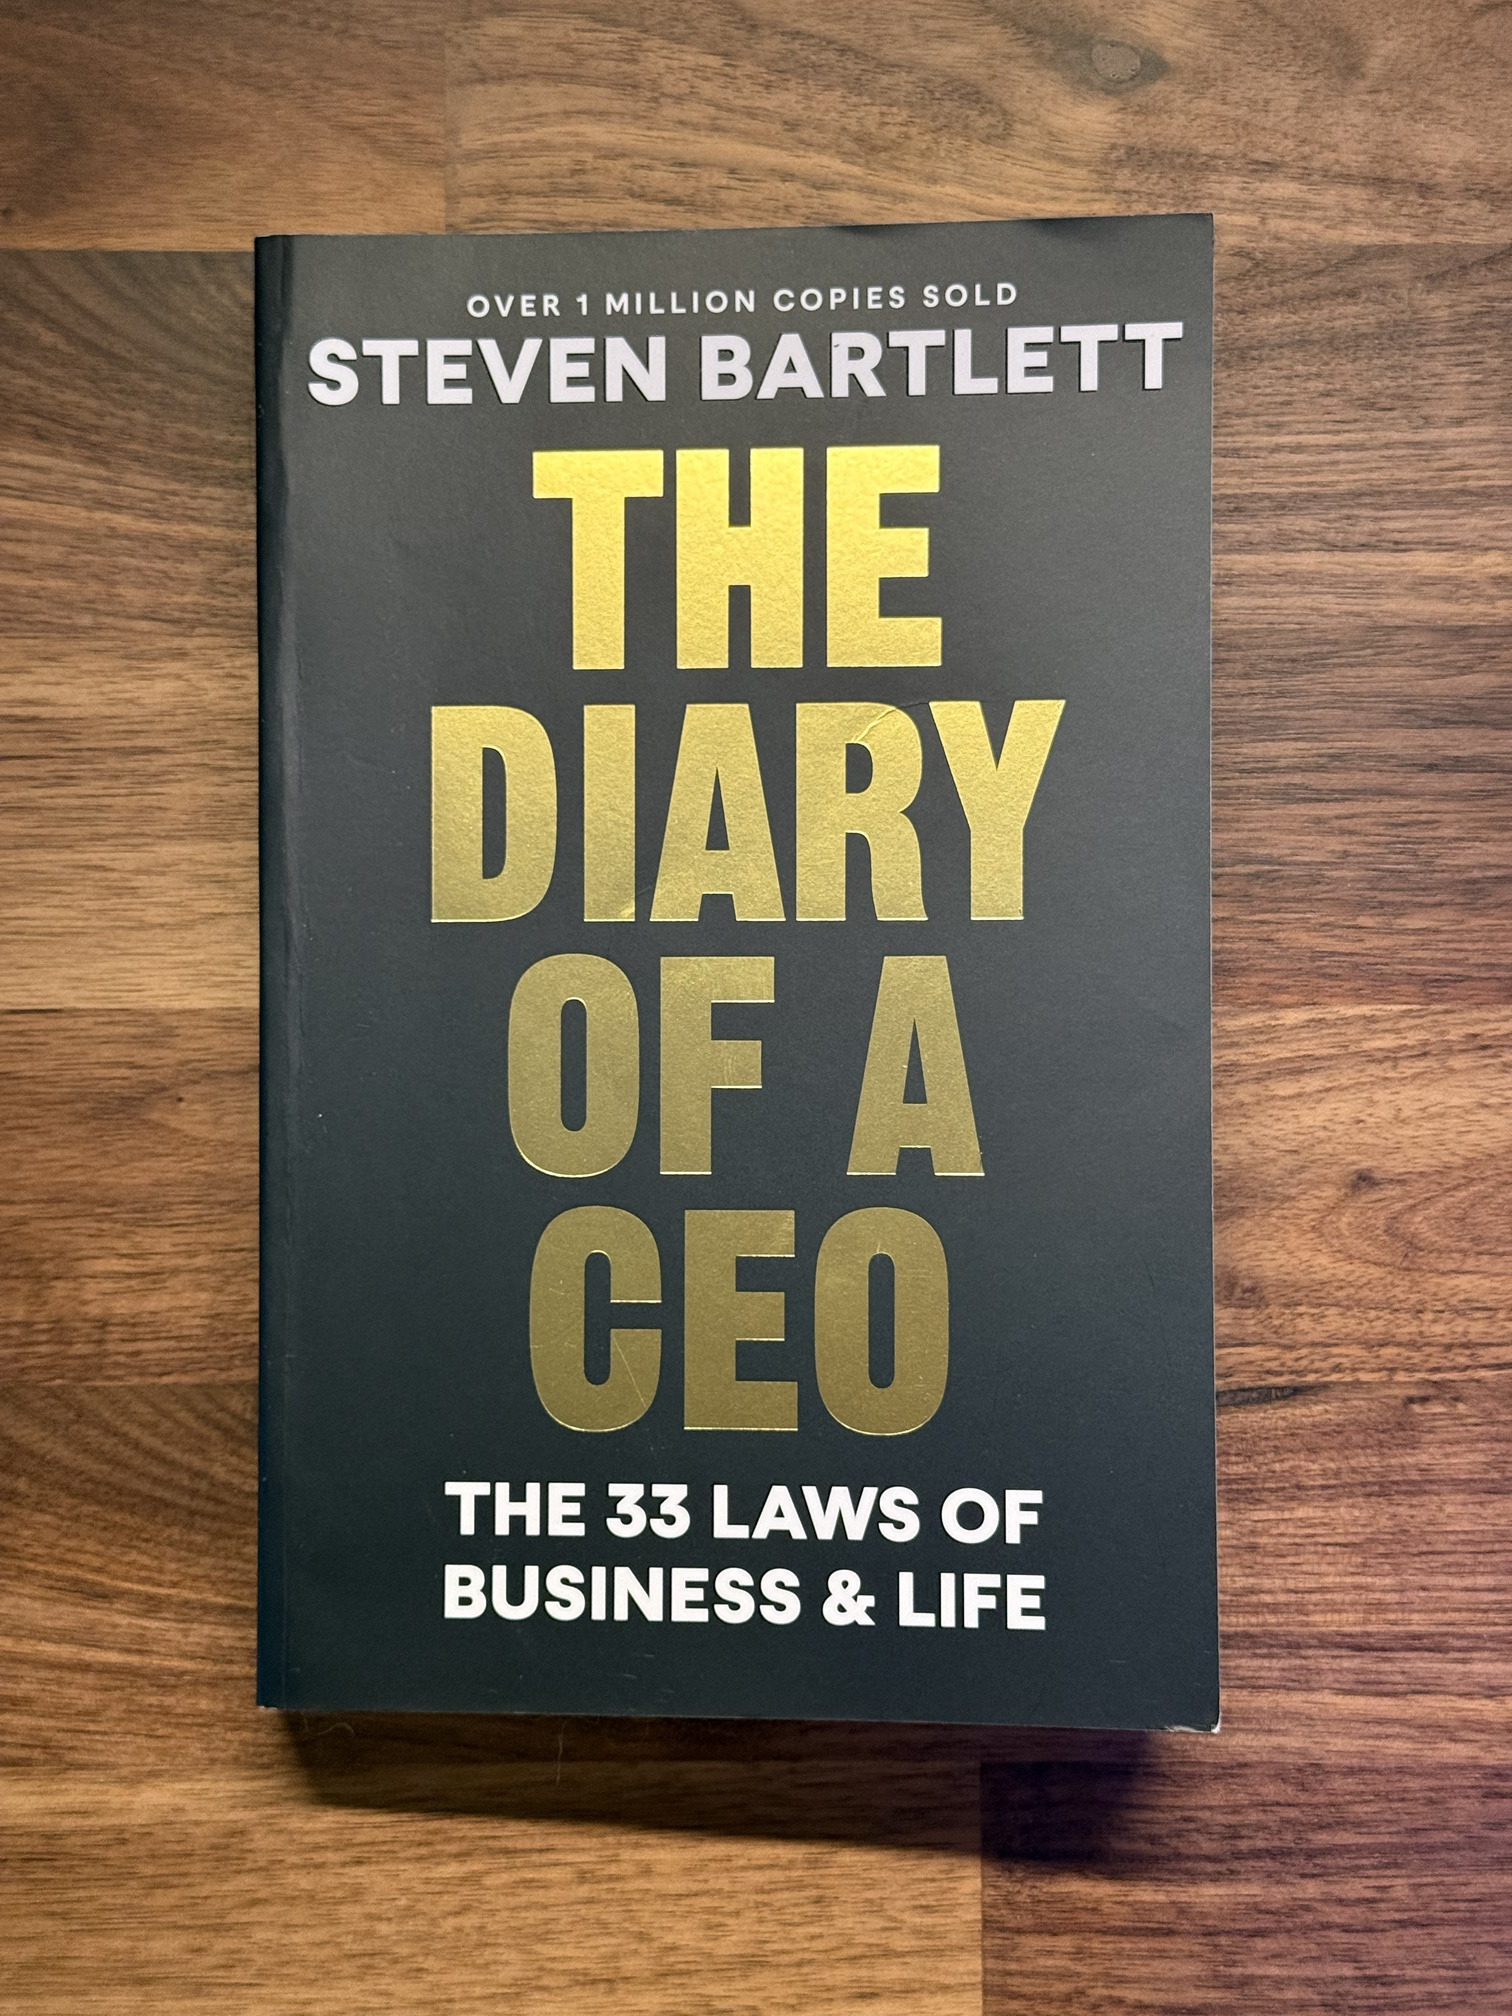 OVER 1 MILLION COPIES SOLD
STEVEN BARTLETT
THE
DIARY
OF A
CEO
THE 33 LAWS OF
BUSINESS & LIFE